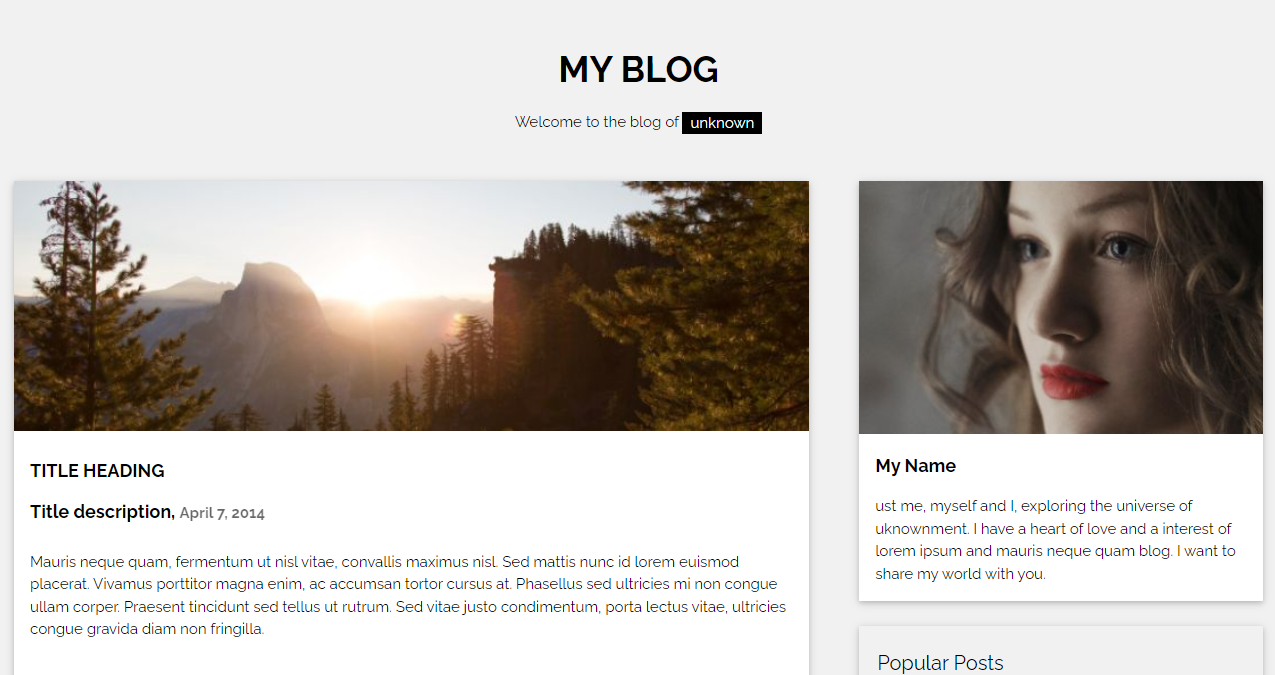 MY BLOG
Welcome to the blog of unknown
TITLE HEADING
Title description, April 7, 2014
Mauris neque quam, fermentum ut nisl vitae, convallis maximus nisl. Sed mattis nunc id lorem euismod
placerat. Vivamus porttitor magna enim, ac accumsan tortor cursus at. Phasellus sed ultricies mi non congue
ullam corper. Praesent tincidunt sed tellus ut rutrum. Sed vitae justo condimentum, porta lectus vitae, ultricies
congue gravida diam non fringilla.
My Name
ust me, myself and I, exploring the universe of
uknownment. I have a heart of love and a interest of
lorem ipsum and mauris neque quam blog. I want to
share my world with you.
Popular Posts